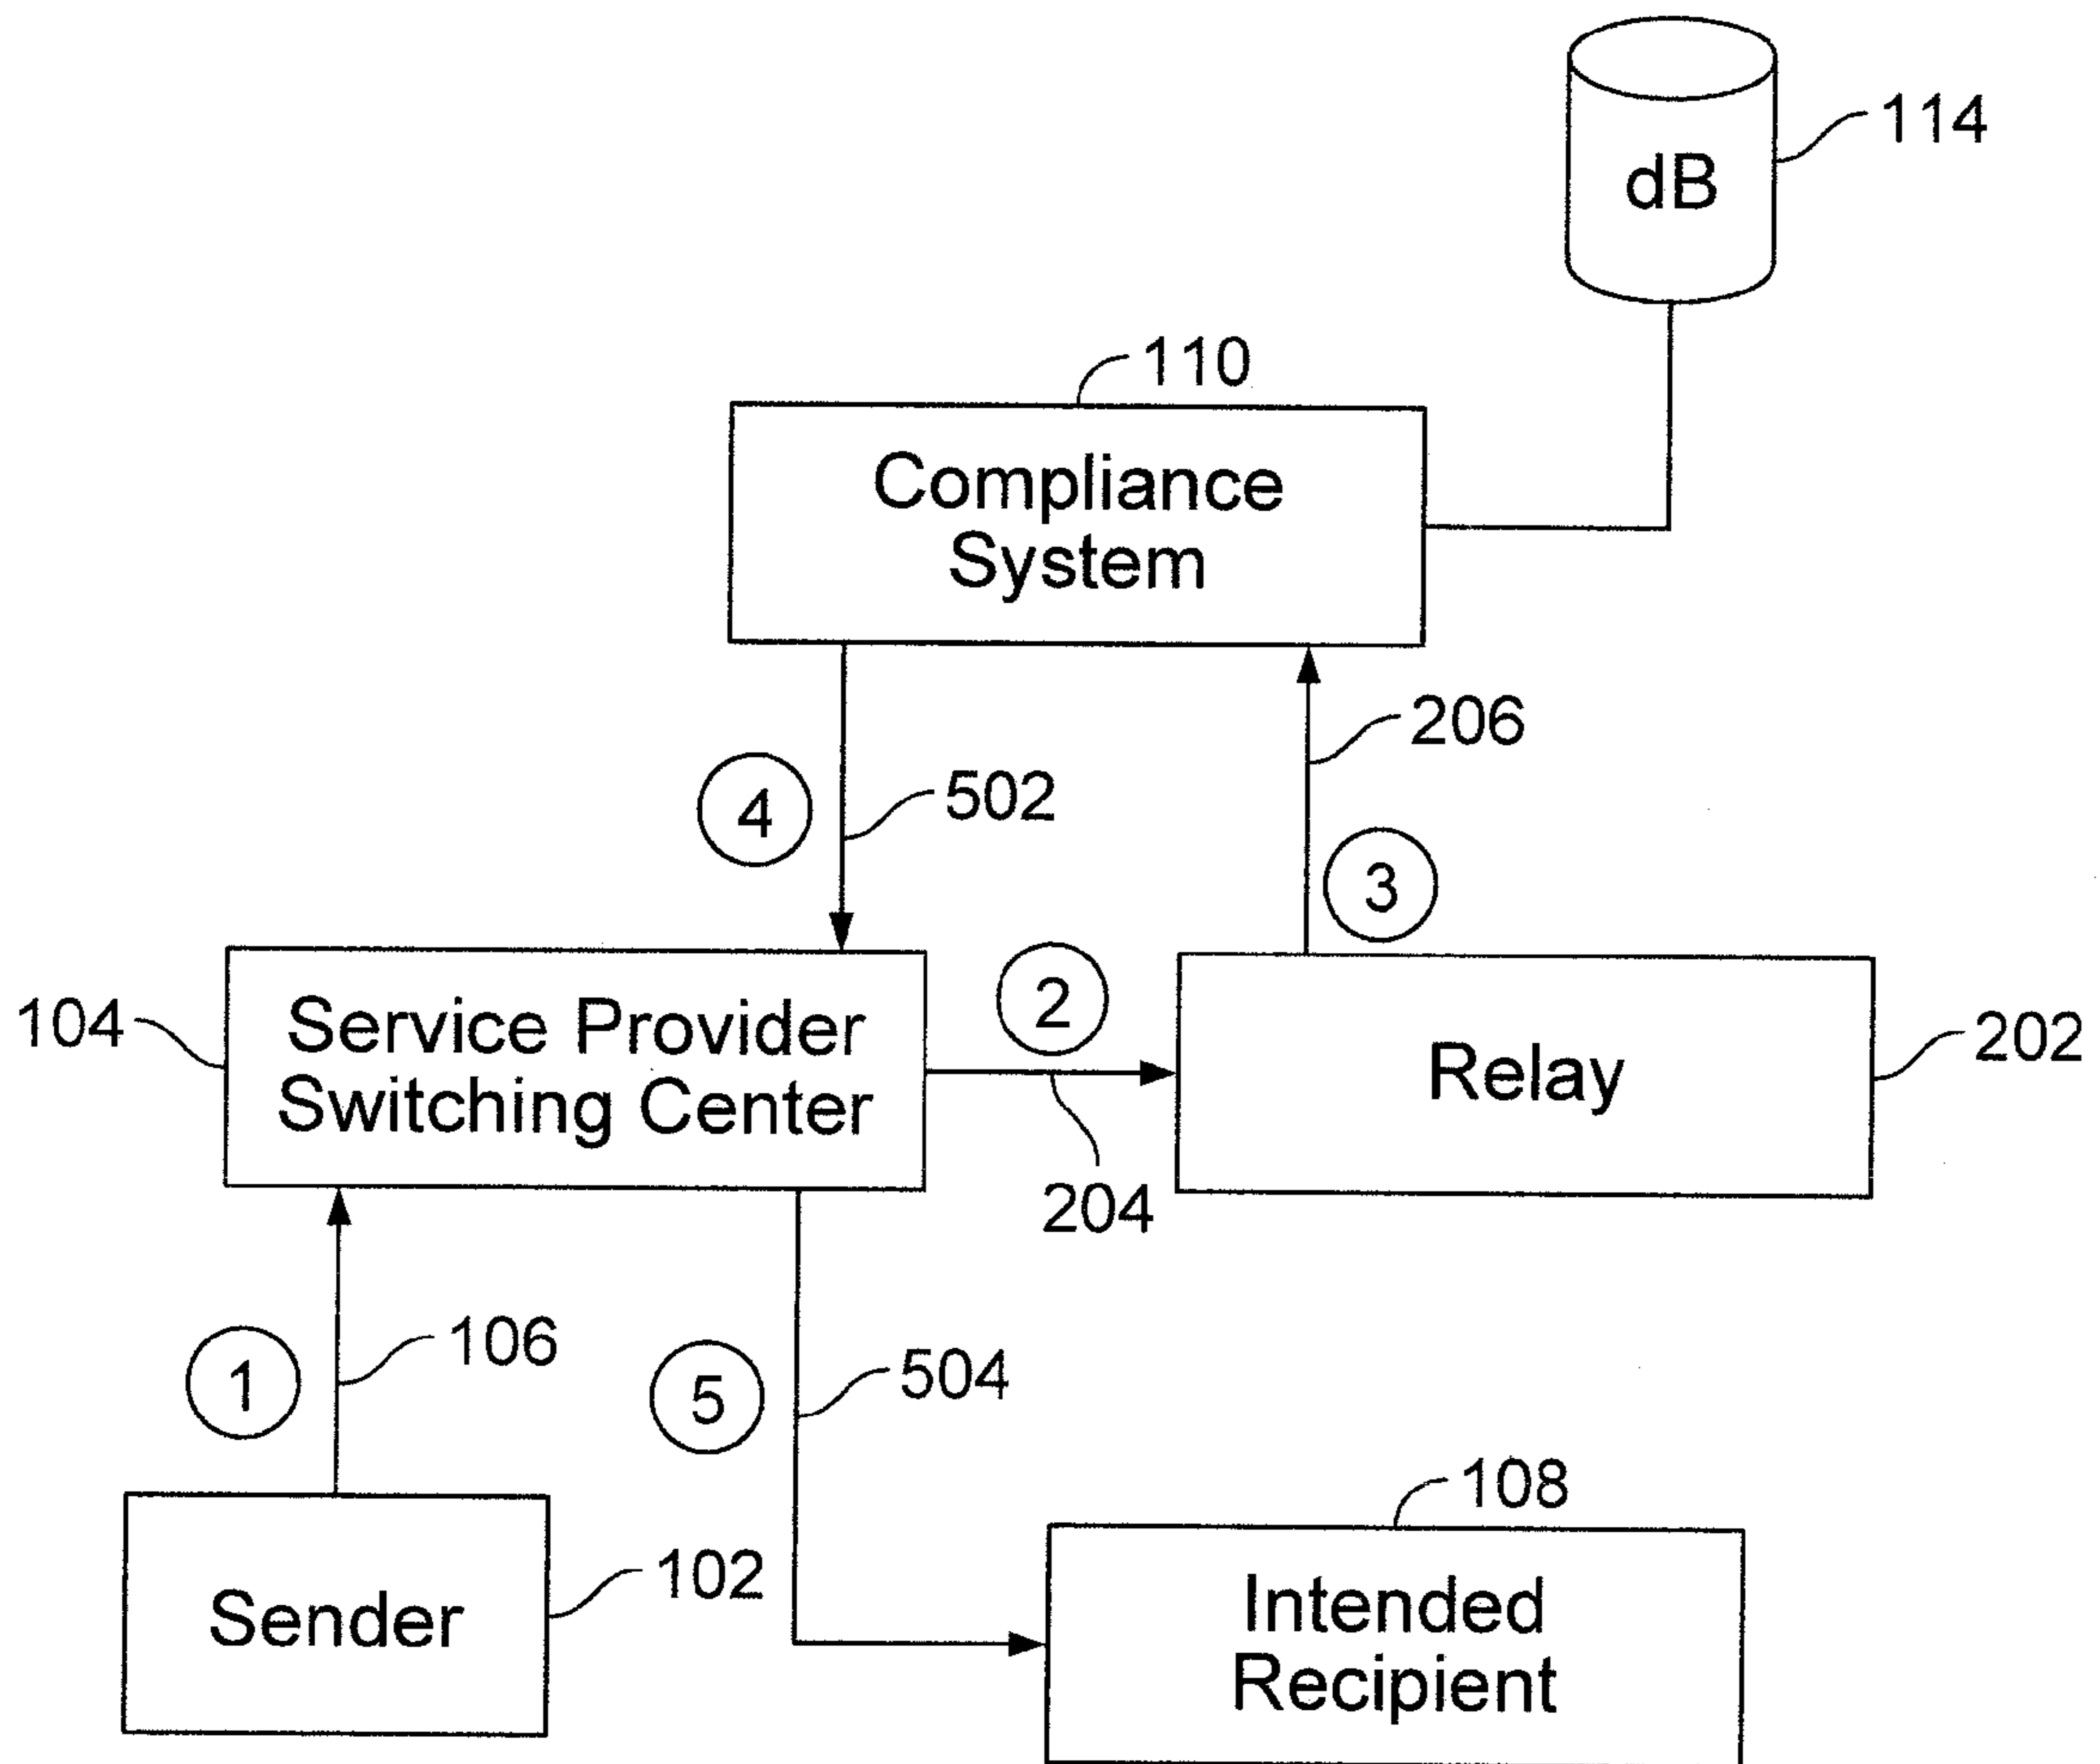 114
dB
110
Compliance
System
206
4
502
3
2
104
Service Provider
Switching Center
Relay
202
204
1
106
5
504
108
Sender
102
Intended
Recipient